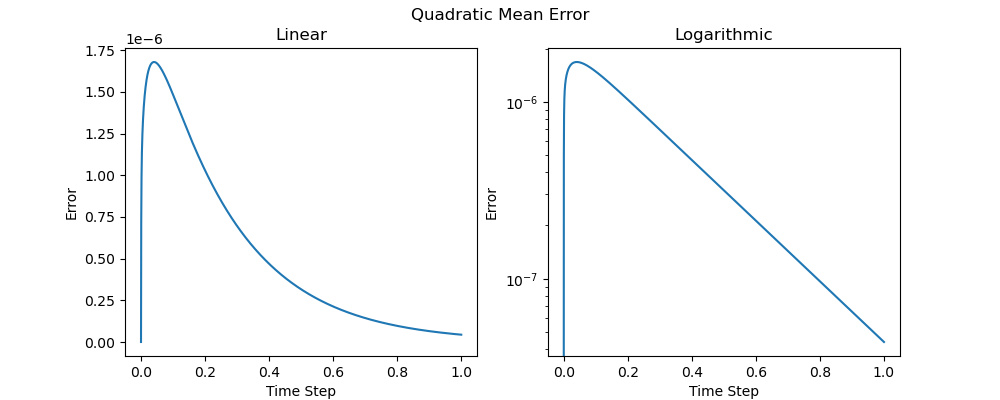 Quadratic Mean Error
Linear
1e−6
1.75
1.50
1.25
1.00
0.75
0.50
0.25
0.00
Error
0.0 0.2 0.4 0.6 0.8 1.0
Time Step
Logarithmic
10⁻⁶
10⁻⁷
Error
0.0 0.2 0.4 0.6 0.8 1.0
Time Step